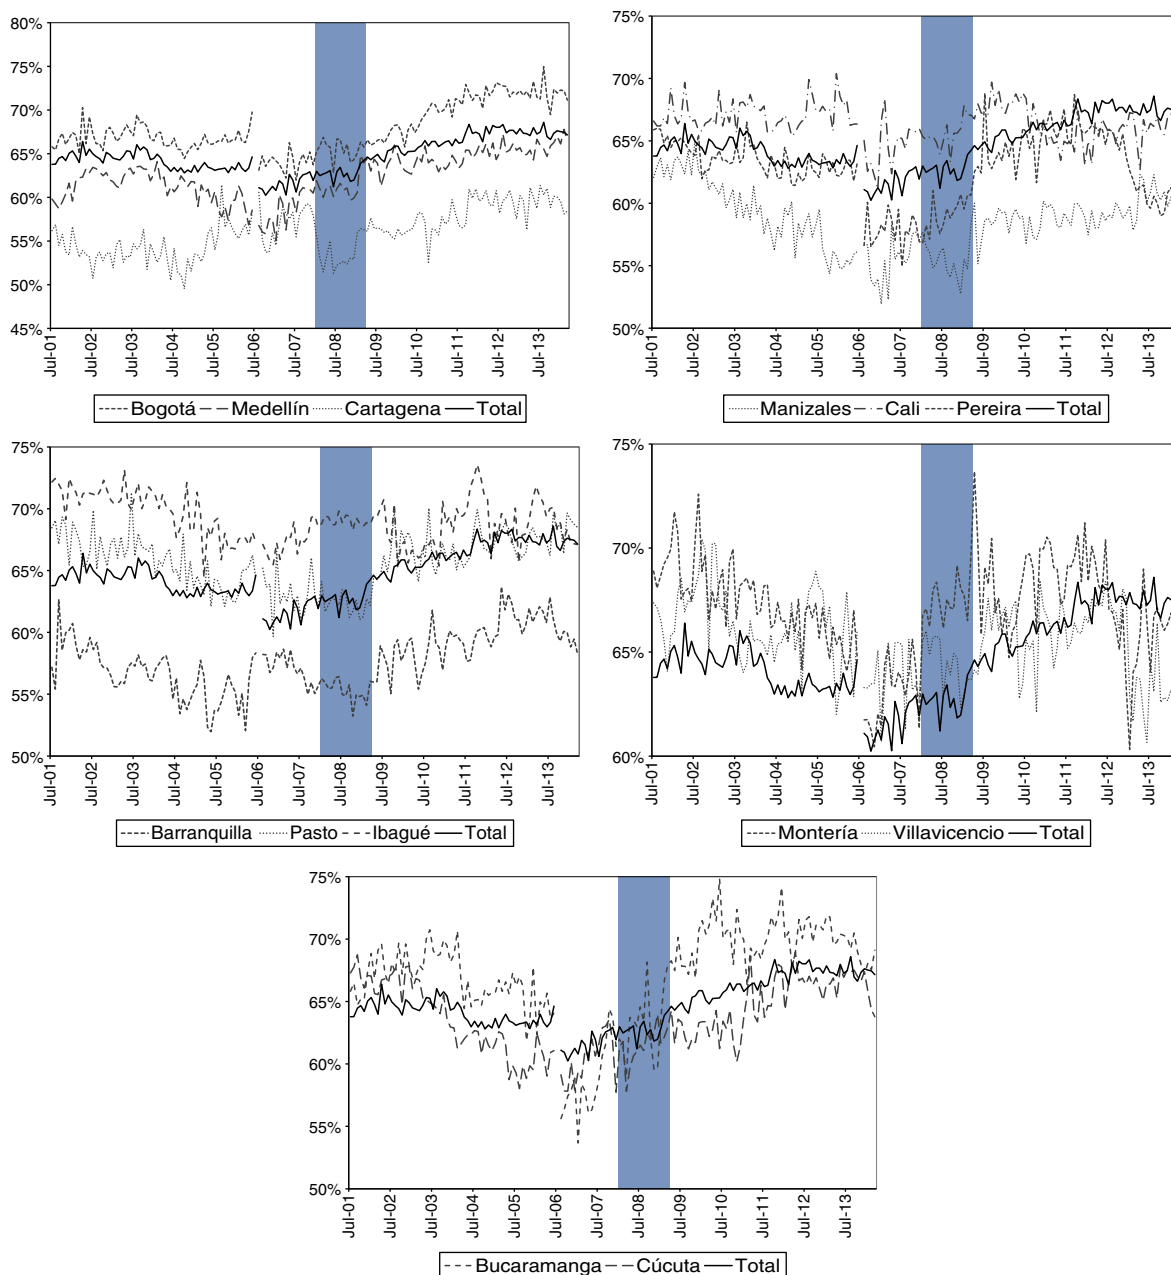 80%
75%
70%
65%
60%
55%
50%
45%
Jul-01
Jul-02
Jul-03
Jul-04
Jul-05
Jul-06
Jul-07
Jul-08
Jul-09
Jul-10
Jul-11
Jul-12
Jul-13
Bogotá Medellín Cartagena Total
75%
70%
65%
60%
55%
50%
Jul-01
Jul-02
Jul-03
Jul-04
Jul-05
Jul-06
Jul-07
Jul-08
Jul-09
Jul-10
Jul-11
Jul-12
Jul-13
Manizales Cali Pereira Total
75%
70%
65%
60%
55%
50%
Jul-01
Jul-02
Jul-03
Jul-04
Jul-05
Jul-06
Jul-07
Jul-08
Jul-09
Jul-10
Jul-11
Jul-12
Jul-13
Barranquilla Pasto Ibagué Total
75%
70%
65%
60%
Jul-01
Jul-02
Jul-03
Jul-04
Jul-05
Jul-06
Jul-07
Jul-08
Jul-09
Jul-10
Jul-11
Jul-12
Jul-13
Montería Villavicencio Total
75%
70%
65%
60%
55%
50%
Jul-01
Jul-02
Jul-03
Jul-04
Jul-05
Jul-06
Jul-07
Jul-08
Jul-09
Jul-10
Jul-11
Jul-12
Jul-13
Bucaramanga Cúcuta Total